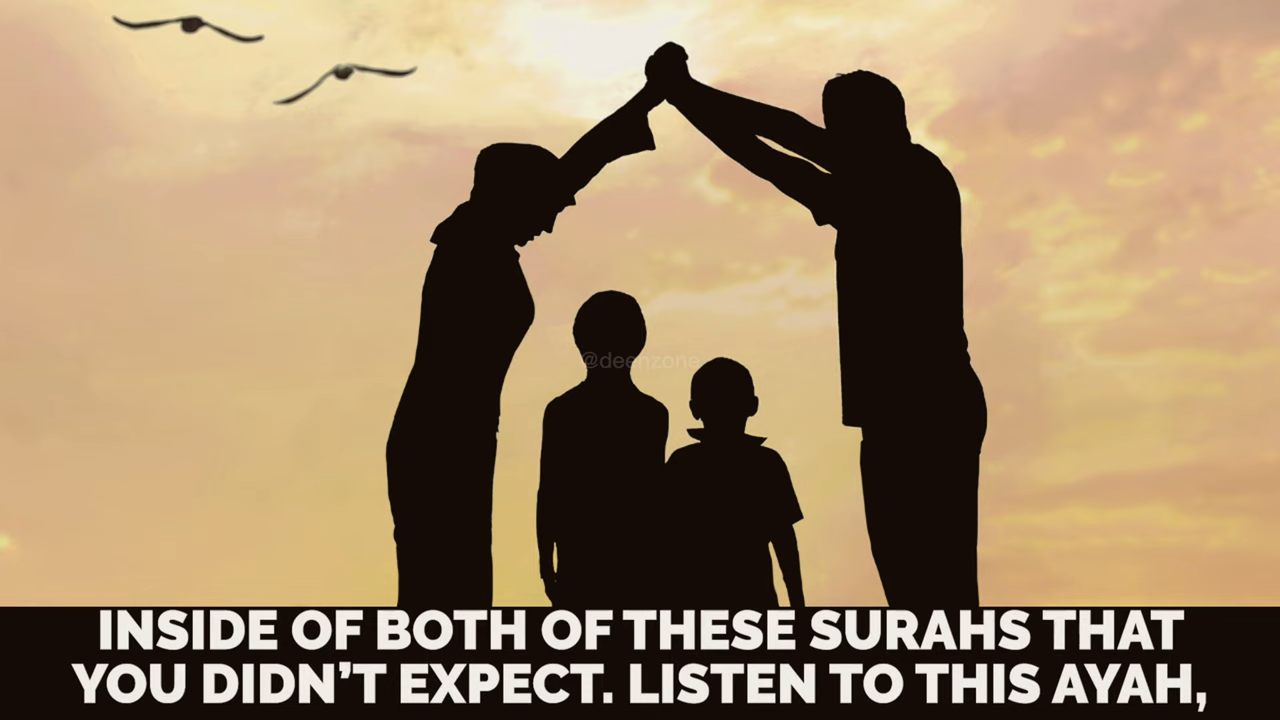 @deenzone
INSIDE OF BOTH OF THESE SURAHS THAT
YOU DIDN'T EXPECT. LISTEN TO THIS AYAH,